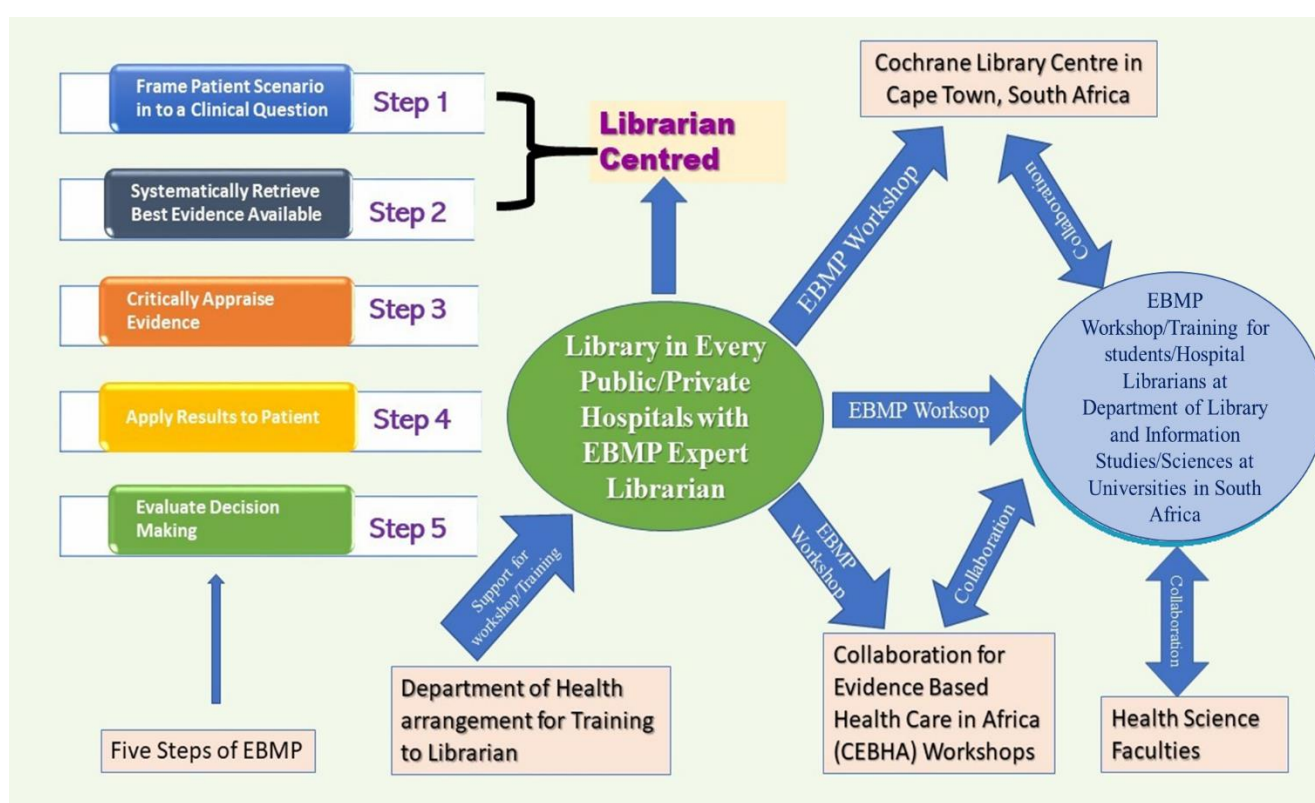 Frame Patient Scenario
in to a Clinical Question
Step 1
Systematically Retrieve
Best Evidence Available
Step 2
Critically Appraise
Evidence
Step 3
Apply Results to Patient
Step 4
Evaluate Decision
Making
Step 5
Five Steps of EBMP
Librarian
Centred
Library in Every
Public/Private
Hospitals with
EBMP Expert
Librarian
Support for
workshop/Training
Department of Health
arrangement for Training
to Librarian
EBMP Workshop
Cochrane Library Centre in
Cape Town, South Africa
Collaboration
EBMP Worksop
EBMP
Workshop/Training for
students/Hospital
Librarians at
Department of Library
and Information
Studies/Sciences at
Universities in South
Africa
EBMP
Workshop
Collaboration
Collaboration for
Evidence Based
Health Care in Africa
(CEBHA) Workshops
Collaboration
Health Science
Faculties